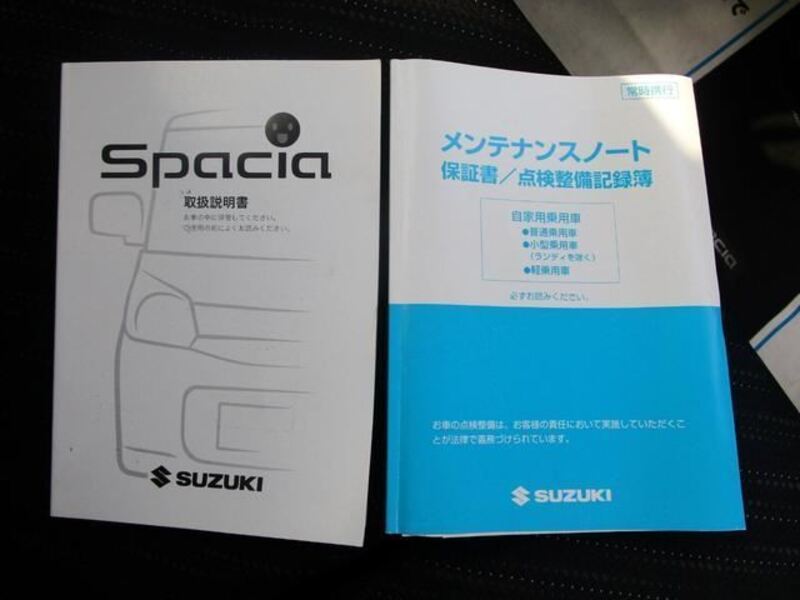 Spacia
取扱説明書
お車の中に保管してください。
ご使用の前によくお読みください。
SUZUKI
常時携行
メンテナンスノート
保証書/点検整備記録簿
自家用乗用車
●普通乗用車
●小型乗用車
(ランディを除く)
●軽乗用車
必ずお読みください。
お車の点検整備は、お客様の責任において実施していただくこ
とが法律で義務づけられています。
SUZUKI
acia
で